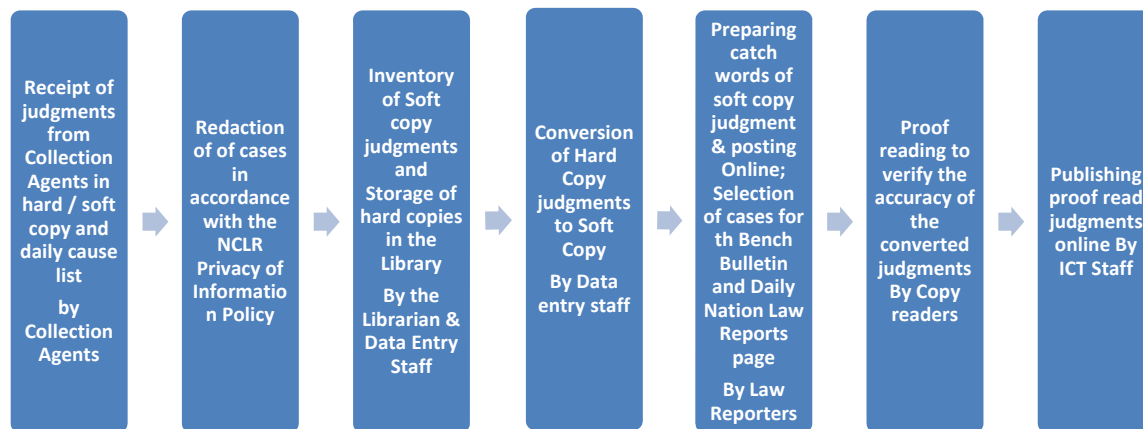 Receipt of
judgments
from
Collection
Agents in
hard / soft
copy and
daily cause
list
by
Collection
Agents
Redaction
of of cases
in
accordance
with the
NCLR
Privacy of
Informatio
n Policy
Inventory
of Soft
copy
judgments
and
Storage of
hard copies
in the
Library
By the
Librarian &
Data Entry
Staff
Conversion
of Hard
Copy
judgments
to Soft
Copy
By Data
entry staff
Preparing
catch
words of
soft copy
judgment
& posting
Online;
Selection
of cases for
th Bench
Bulletin
and Daily
Nation Law
Reports
page
By Law
Reporters
Proof
reading to
verify the
accuracy of
the
converted
judgments
By Copy
readers
Publishing
proof read
judgments
online By
ICT Staff